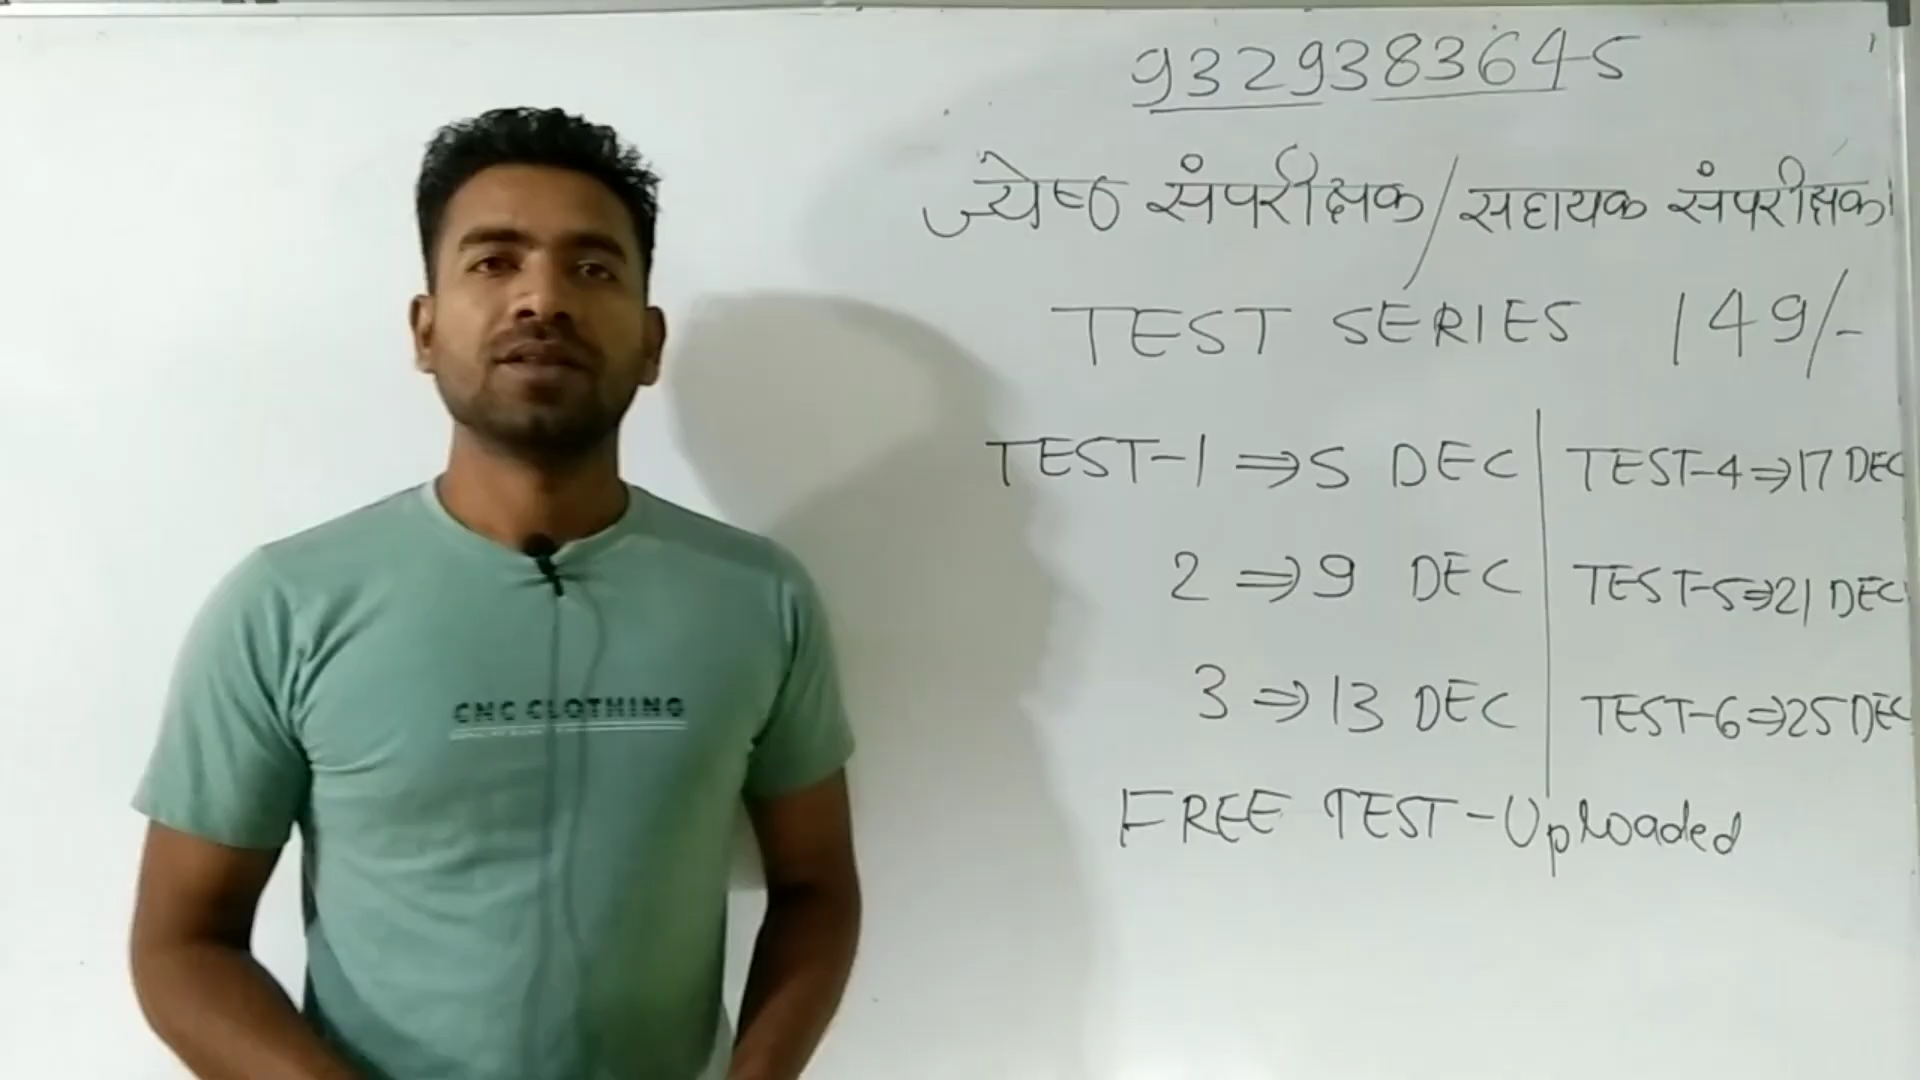 9329383645
ज्येष्ठ संपरीक्षक/सहायक संपरीक्षक
TEST SERIES 149/-
TEST-1 ⇒ 5 DEC
2 ⇒ 9 DEC
3 ⇒ 13 DEC
TEST-4 ⇒ 17 DEC
TEST-5 ⇒ 21 DEC
TEST-6 ⇒ 25 DEC
FREE TEST - Uploaded
CNC CLOTHING